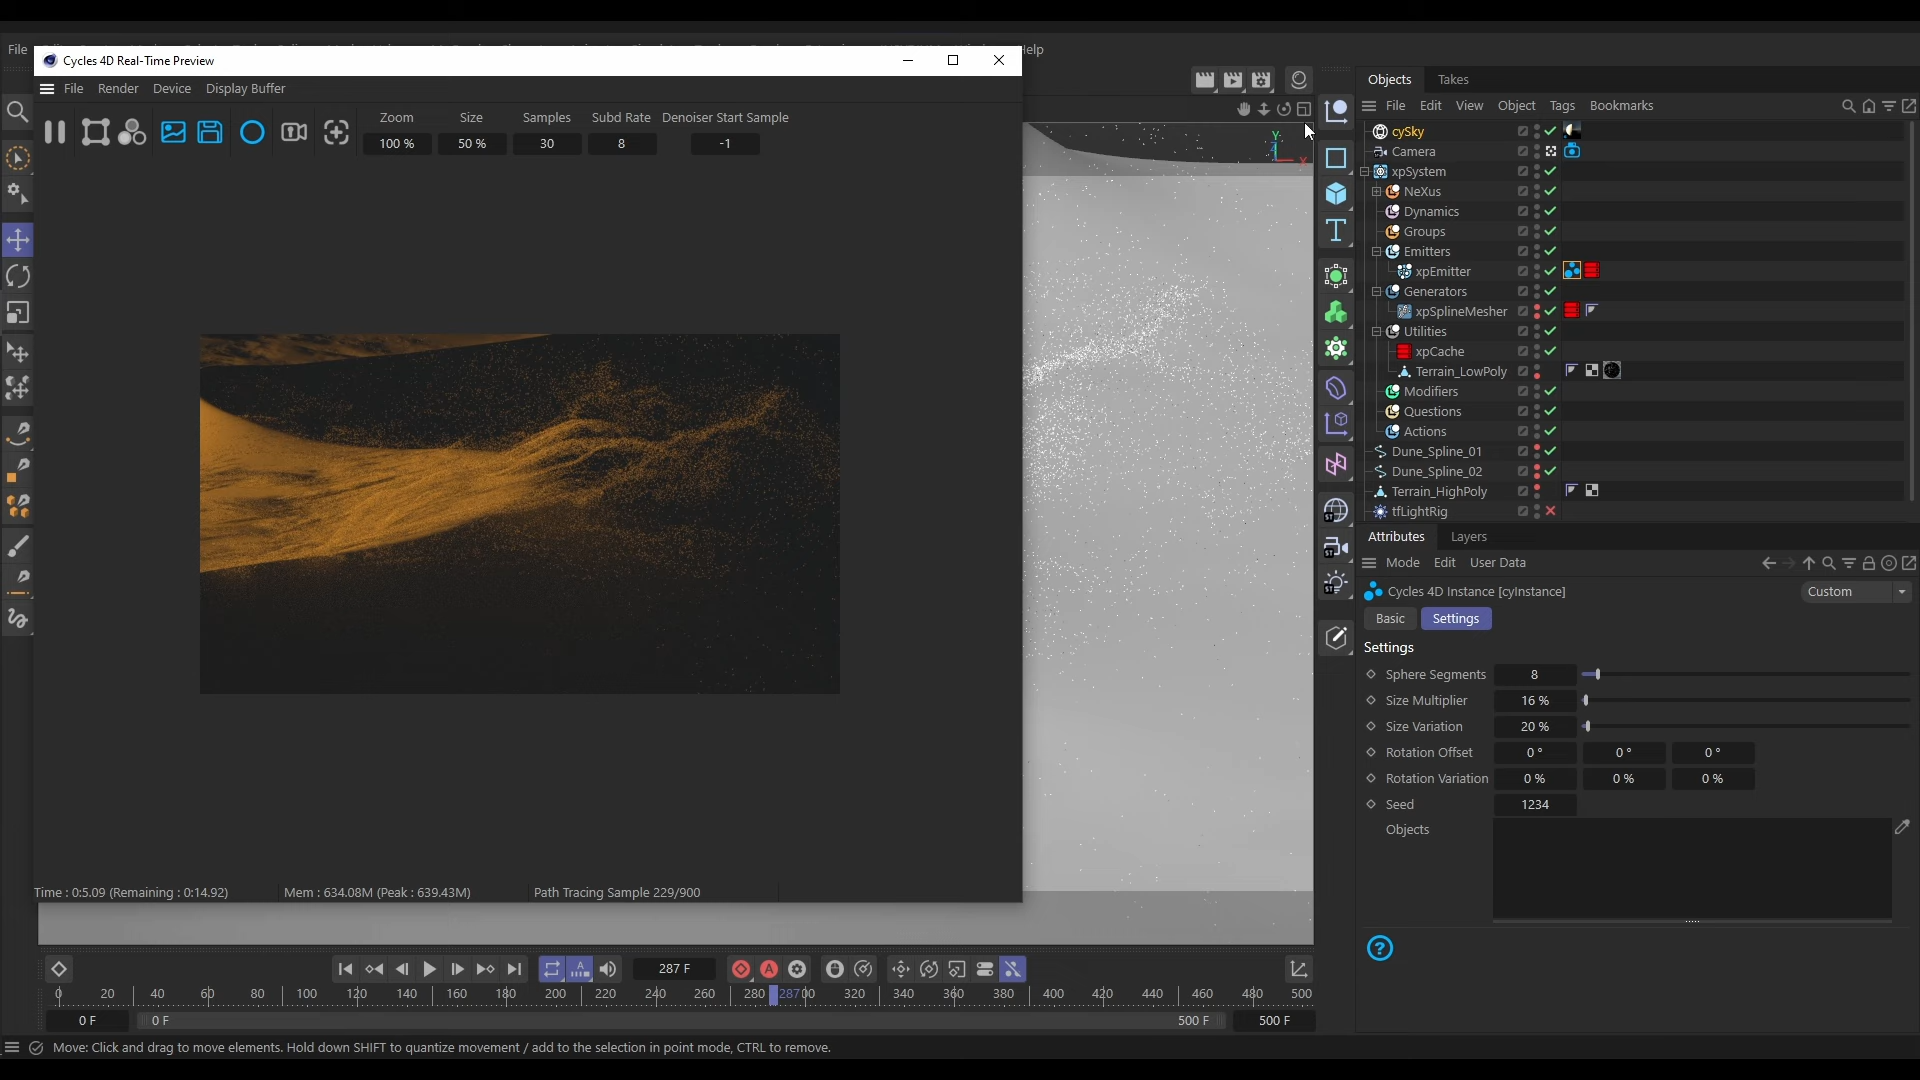 File
Help
Cycles 4D Real-Time Preview
File Render Device Display Buffer
Zoom Size Samples Subd Rate Denoiser Start Sample
100 % 50 % 30 8 -1
Time : 0:5.09 (Remaining : 0:14.92) Mem : 634.08M (Peak : 639.43M) Path Tracing Sample 229/900
Y
Z
X
Objects Takes
File Edit View Object Tags Bookmarks
cySky
Camera
xpSystem
NeXus
Dynamics
Groups
Emitters
xpEmitter
Generators
xpSplineMesher
Utilities
xpCache
Terrain_LowPoly
Modifiers
Questions
Actions
Dune_Spline_01
Dune_Spline_02
Terrain_HighPoly
tfLightRig
Attributes Layers
Mode Edit User Data
Cycles 4D Instance [cyInstance] Custom
Basic Settings
Settings
Sphere Segments 8
Size Multiplier 16 %
Size Variation 20 %
Rotation Offset 0 ° 0 ° 0 °
Rotation Variation 0 % 0 % 0 %
Seed 1234
Objects
287 F
0 20 40 60 80 100 120 140 160 180 200 220 240 260 280 287 320 340 360 380 400 420 440 460 480 500
0 F 0 F 500 F 500 F
Move: Click and drag to move elements. Hold down SHIFT to quantize movement / add to the selection in point mode, CTRL to remove.